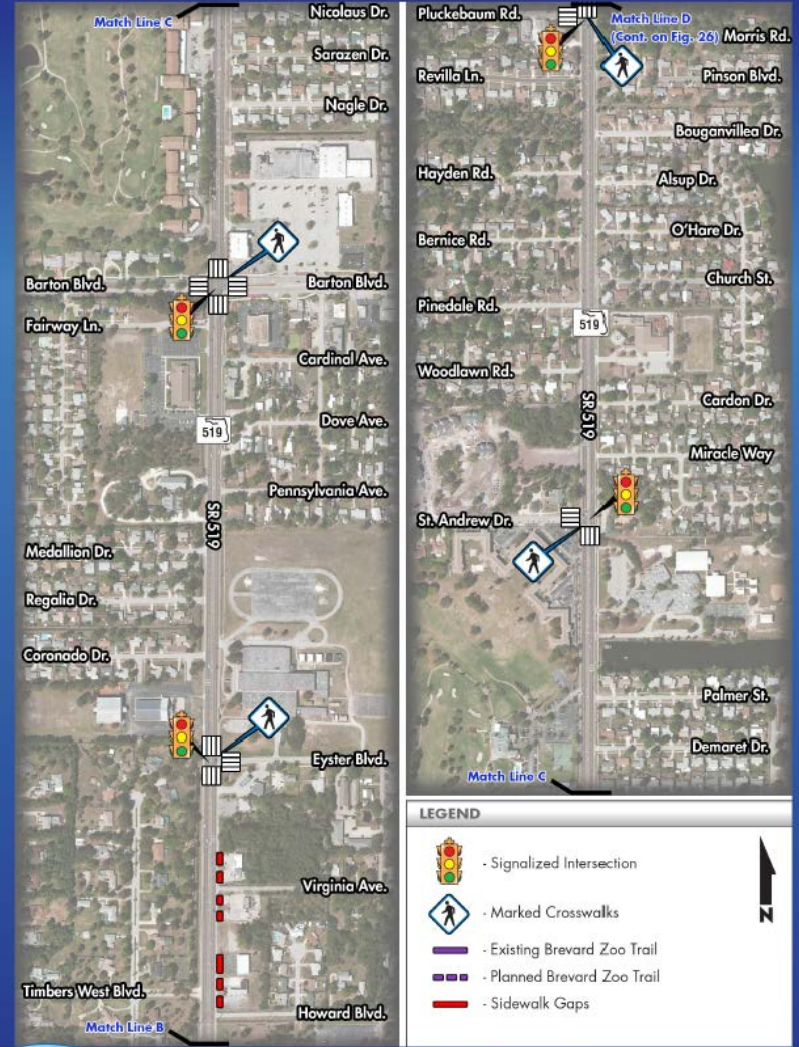 Match Line C
Nicolaus Dr.
Sarazen Dr.
Nagle Dr.
Barton Blvd.
Barton Blvd.
Fairway Ln.
Cardinal Ave.
519
Dove Ave.
Pennsylvania Ave.
SR 519
Medallion Dr.
Regalia Dr.
Coronado Dr.
Eyster Blvd.
Virginia Ave.
Timbers West Blvd.
Howard Blvd.
Match Line B
Pluckebaum Rd.
Match Line D
(Cont. on Fig. 26)
Morris Rd.
Revilla Ln.
Pinson Blvd.
Bouganvillea Dr.
Hayden Rd.
Alsup Dr.
O'Hare Dr.
Bernice Rd.
Church St.
Pinedale Rd.
519
Woodlawn Rd.
SR 519
Cardon Dr.
Miracle Way
St. Andrew Dr.
Palmer St.
Demaret Dr.
Match Line C
LEGEND
- Signalized Intersection
- Marked Crosswalks
- Existing Brevard Zoo Trail
- Planned Brevard Zoo Trail
- Sidewalk Gaps
N